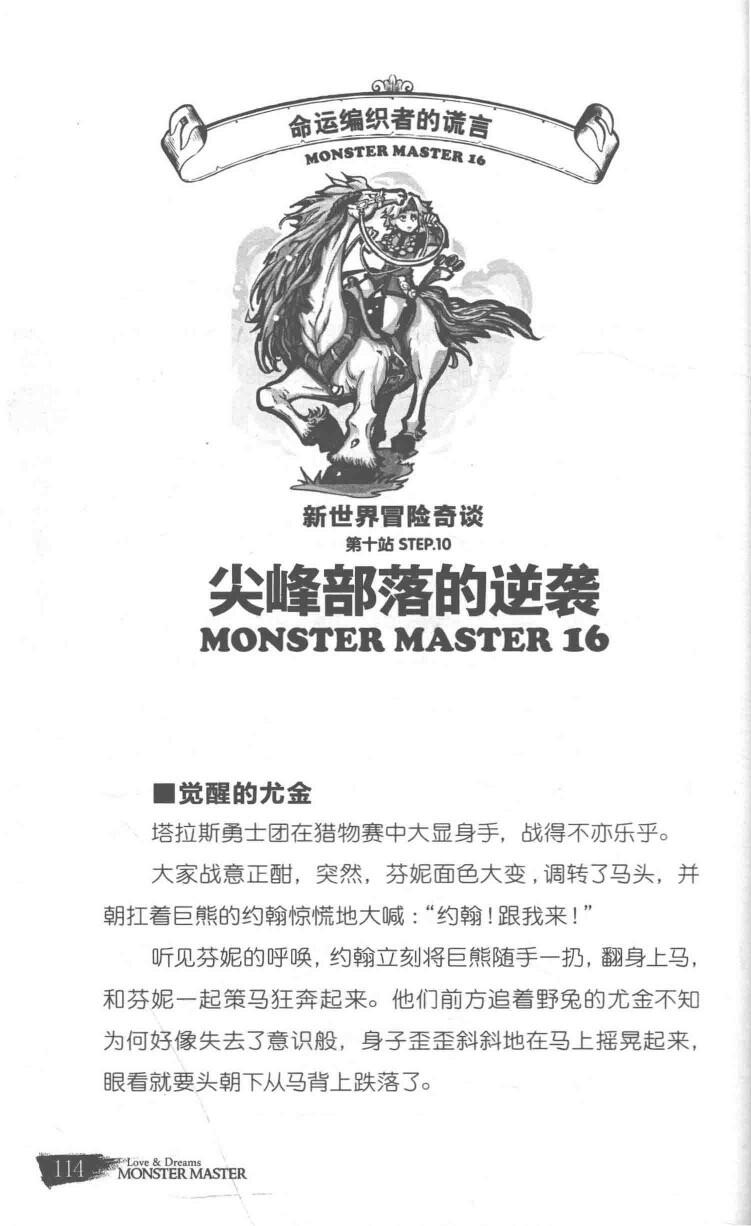 命运编织者的谎言
MONSTER MASTER 16
新世界冒险奇谈
第十站 STEP.10
尖峰部落的逆袭
MONSTER MASTER 16
■觉醒的尤金
塔拉斯勇士团在猎物赛中大显身手，战得不亦乐乎。
大家战意正酣，突然，芬妮面色大变，调转了马头，并
朝扛着巨熊的约翰惊慌地大喊：“约翰！跟我来！”
听见芬妮的呼唤，约翰立刻将巨熊随手一扔，翻身上马，
和芬妮一起策马狂奔起来。他们前方追着野兔的尤金不知
为何好像失去了意识般，身子歪歪斜斜地在马上摇晃起来，
眼看就要头朝下从马背上跌落了。
114
Love & Dreams
MONSTER MASTER